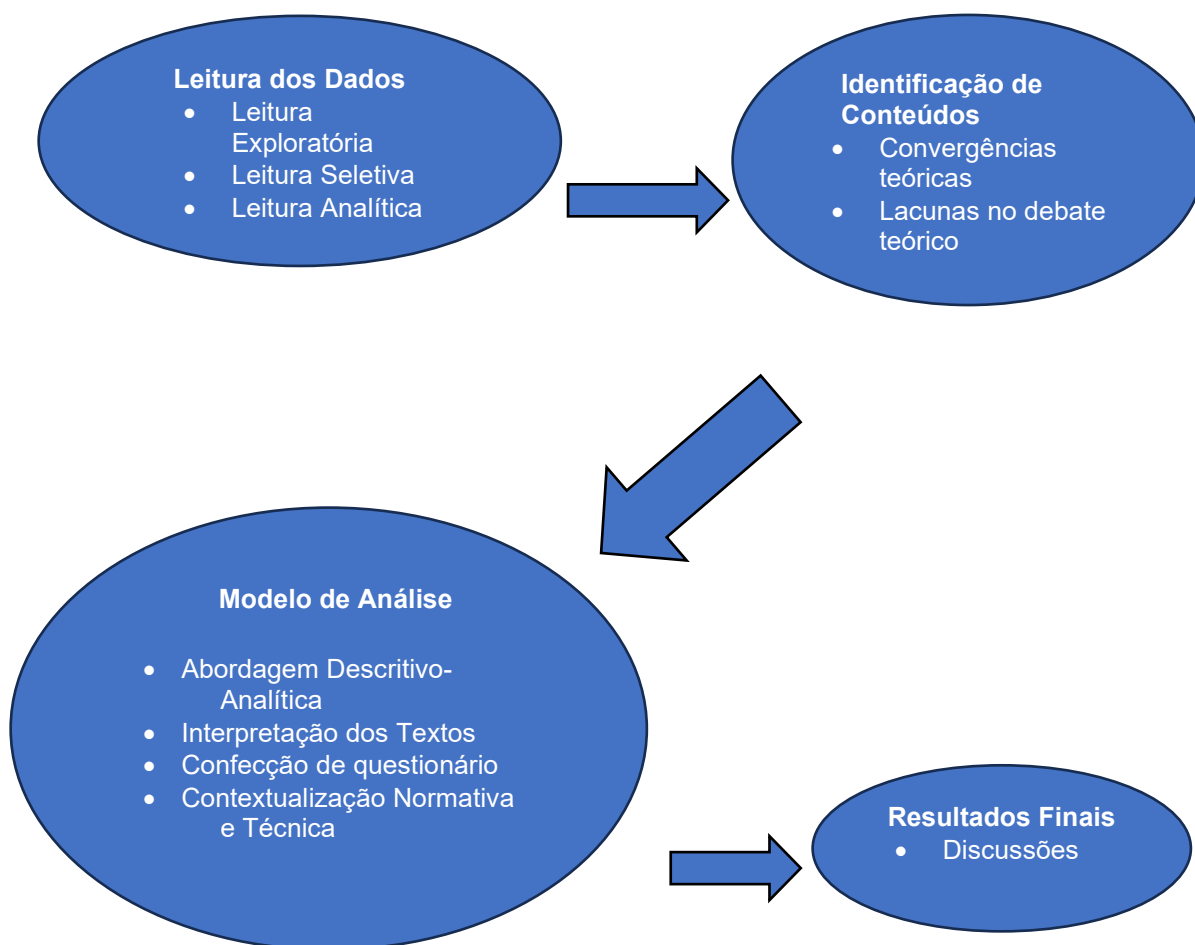 Leitura dos Dados
• Leitura
Exploratória
• Leitura Seletiva
• Leitura Analítica
Identificação de
Conteúdos
• Convergências
teóricas
• Lacunas no debate
teórico
Modelo de Análise
• Abordagem Descritivo-
Analítica
• Interpretação dos Textos
• Confecção de questionário
• Contextualização Normativa
e Técnica
Resultados Finais
• Discussões